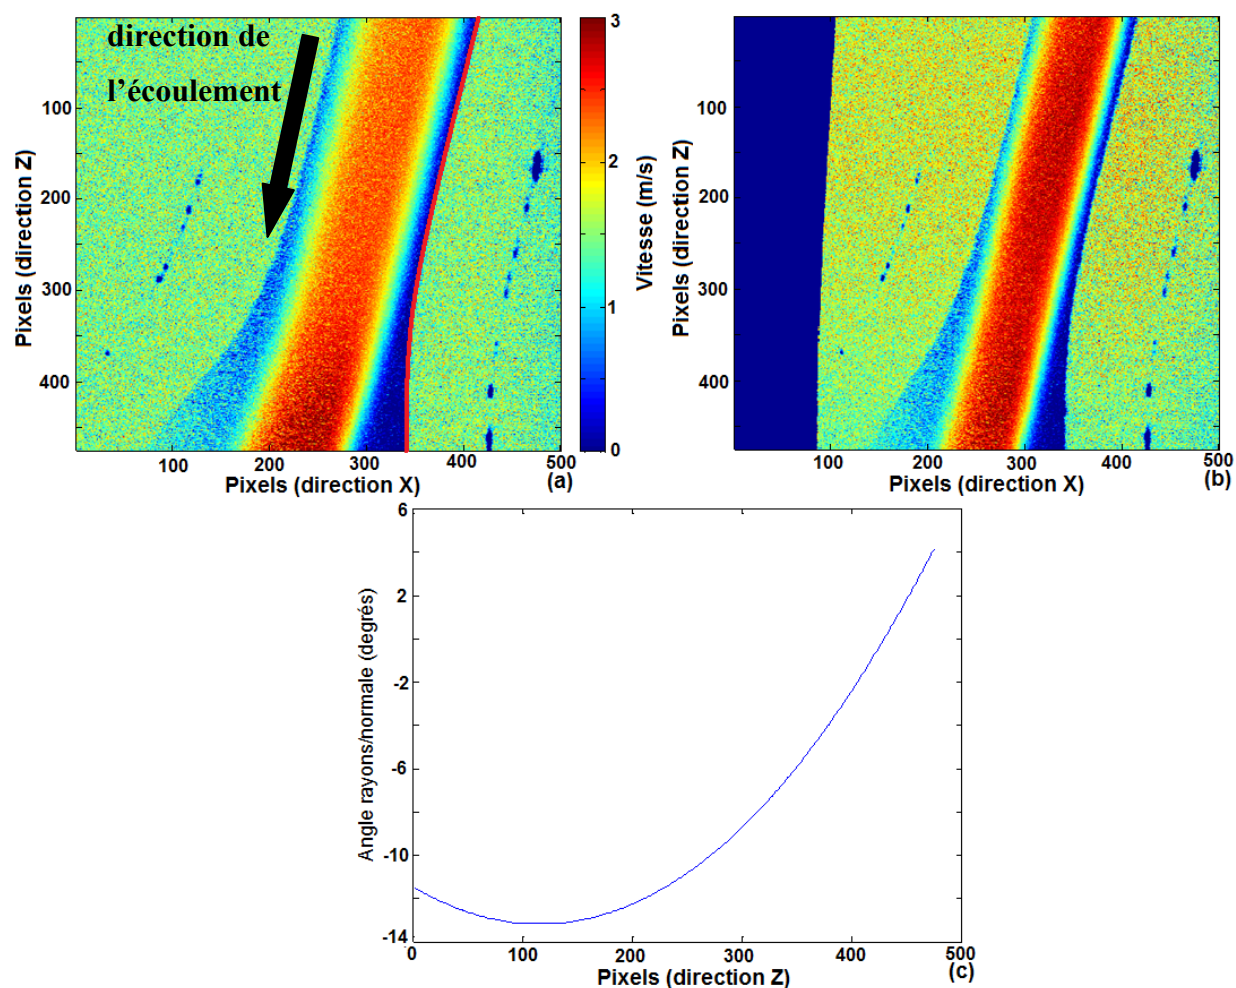 direction de
l'écoulement
100
200
300
400
Pixels (direction Z)
100
200
300
400
500
Pixels (direction X)
(a)
3
2
1
0
Vitesse (m/s)
100
200
300
400
Pixels (direction Z)
100
200
300
400
500
Pixels (direction X)
(b)
6
2
-2
-6
-10
-14
Angle rayons/normale (degrés)
0
100
200
300
400
500
Pixels (direction Z)
(c)